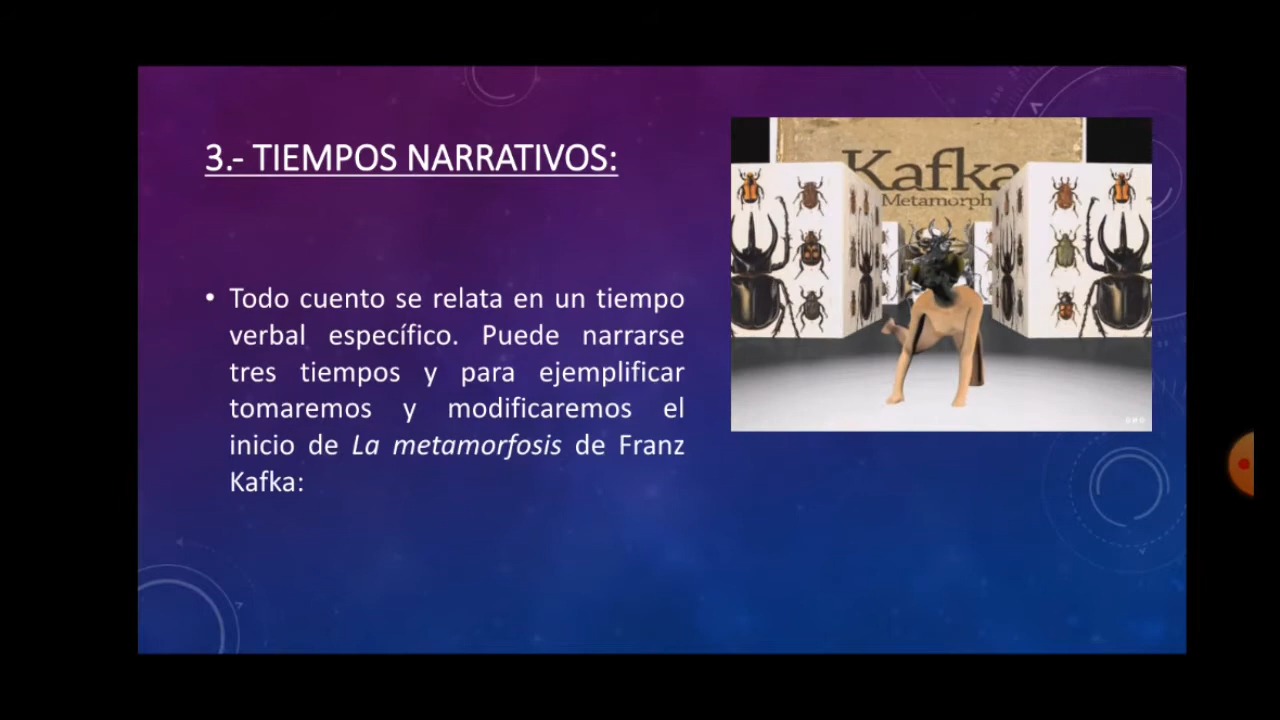 3.- TIEMPOS NARRATIVOS:
• Todo cuento se relata en un tiempo
verbal específico. Puede narrarse
tres tiempos y para ejemplificar
tomaremos y modificaremos el
inicio de La metamorfosis de Franz
Kafka:
Kafka
Metamorph